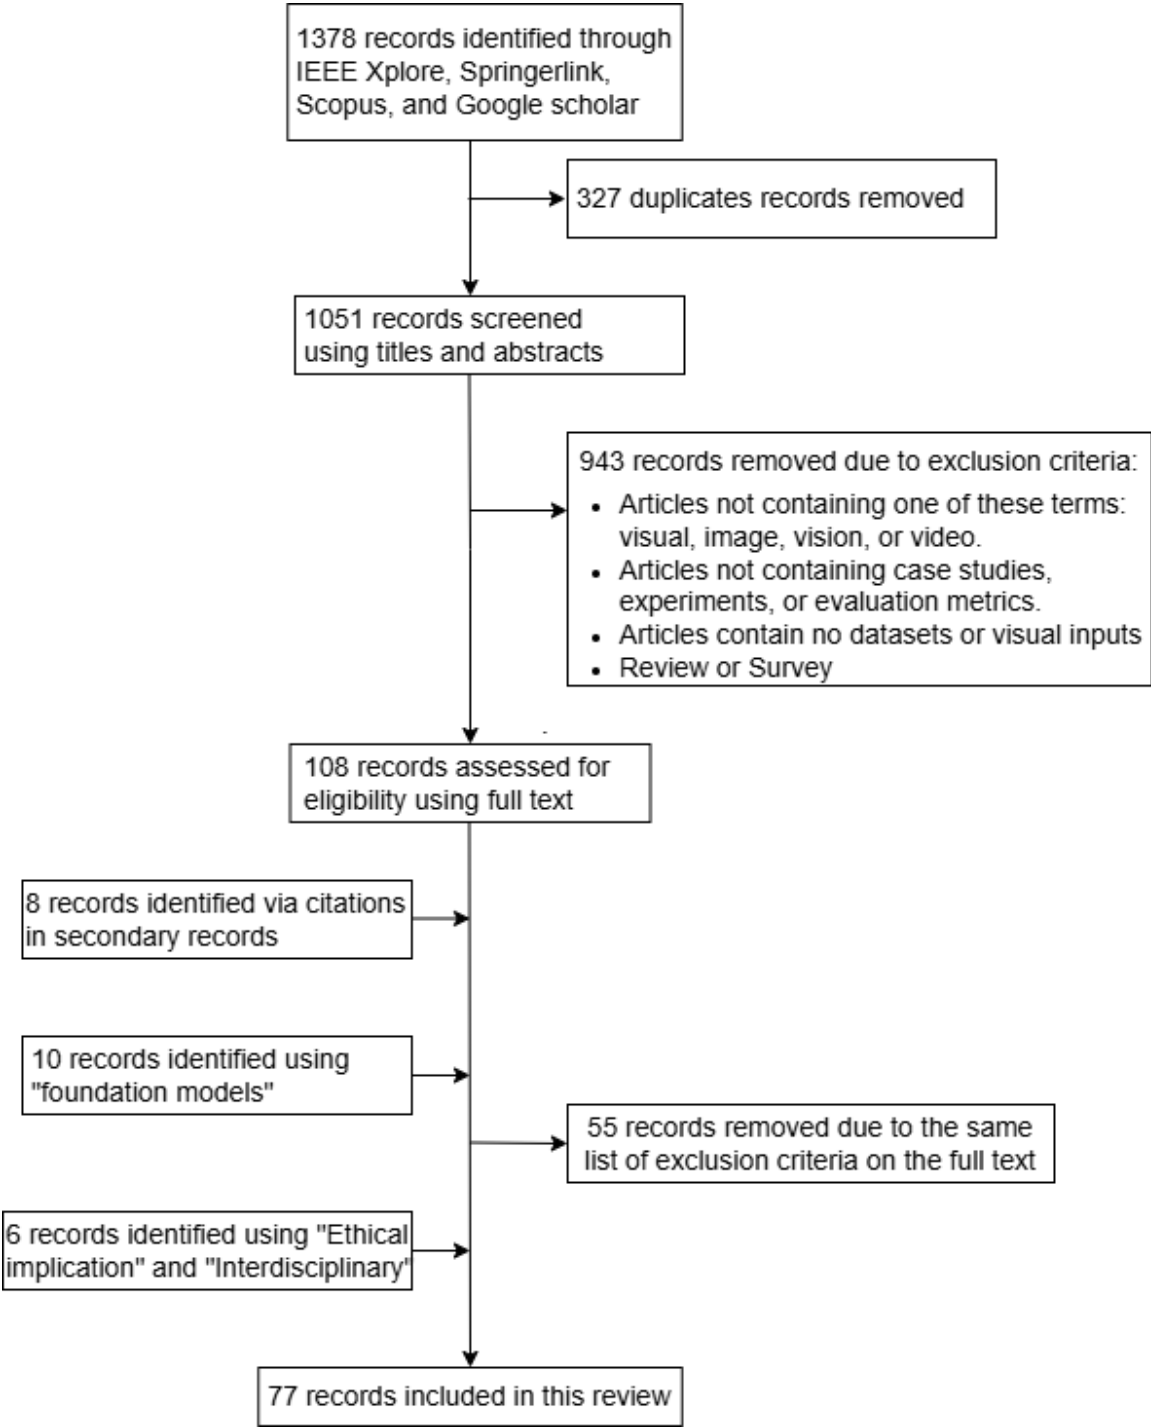 1378 records identified through
IEEE Xplore, Springerlink,
Scopus, and Google scholar
327 duplicates records removed
1051 records screened
using titles and abstracts
943 records removed due to exclusion criteria:
• Articles not containing one of these terms:
visual, image, vision, or video.
• Articles not containing case studies,
experiments, or evaluation metrics.
• Articles contain no datasets or visual inputs
• Review or Survey
108 records assessed for
eligibility using full text
8 records identified via citations
in secondary records
10 records identified using
"foundation models"
55 records removed due to the same
list of exclusion criteria on the full text
6 records identified using "Ethical
implication" and "Interdisciplinary"
77 records included in this review